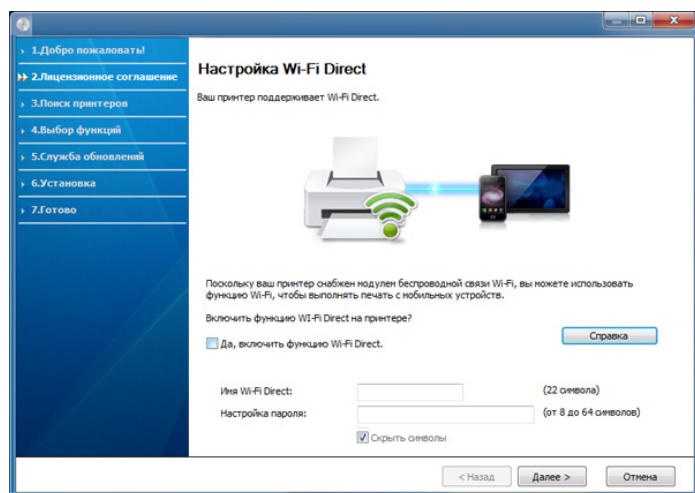 1.Добро пожаловать!
2.Лицензионное соглашение
3.Поиск принтеров
4.Выбор функций
5.Служба обновлений
6.Установка
7.Готово
Настройка Wi-Fi Direct
Ваш принтер поддерживает Wi-Fi Direct.
Поскольку ваш принтер снабжен модулем беспроводной связи Wi-Fi, вы можете использовать
функцию Wi-Fi, чтобы выполнять печать с мобильных устройств.
Включить функцию WI-Fi Direct на принтере?
Справка
Да, включить функцию Wi-Fi Direct.
Имя Wi-Fi Direct: (22 символа)
Настройка пароля: (от 8 до 64 символов)
Скрыть символы
< Назад Далее > Отмена